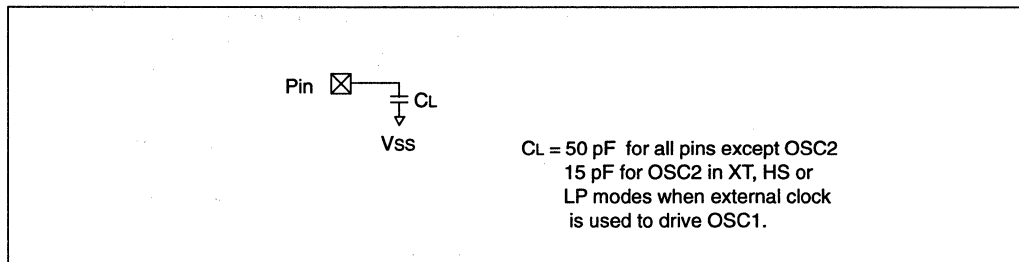 Pin
CL
Vss
CL = 50 pF for all pins except OSC2
15 pF for OSC2 in XT, HS or
LP modes when external clock
is used to drive OSC1.